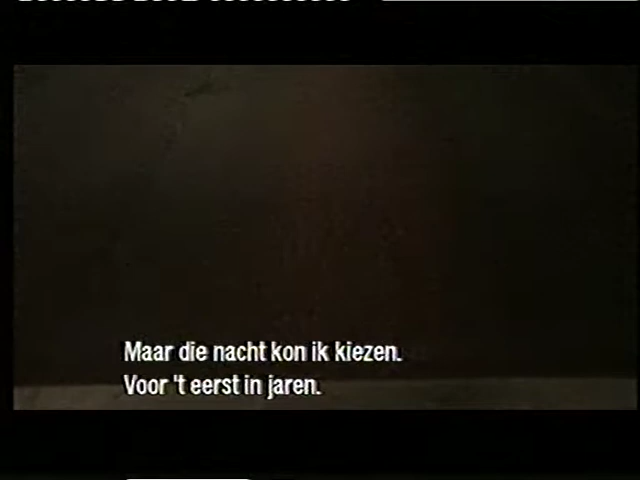 Maar die nacht kon ik kiezen.
Voor 't eerst in jaren.